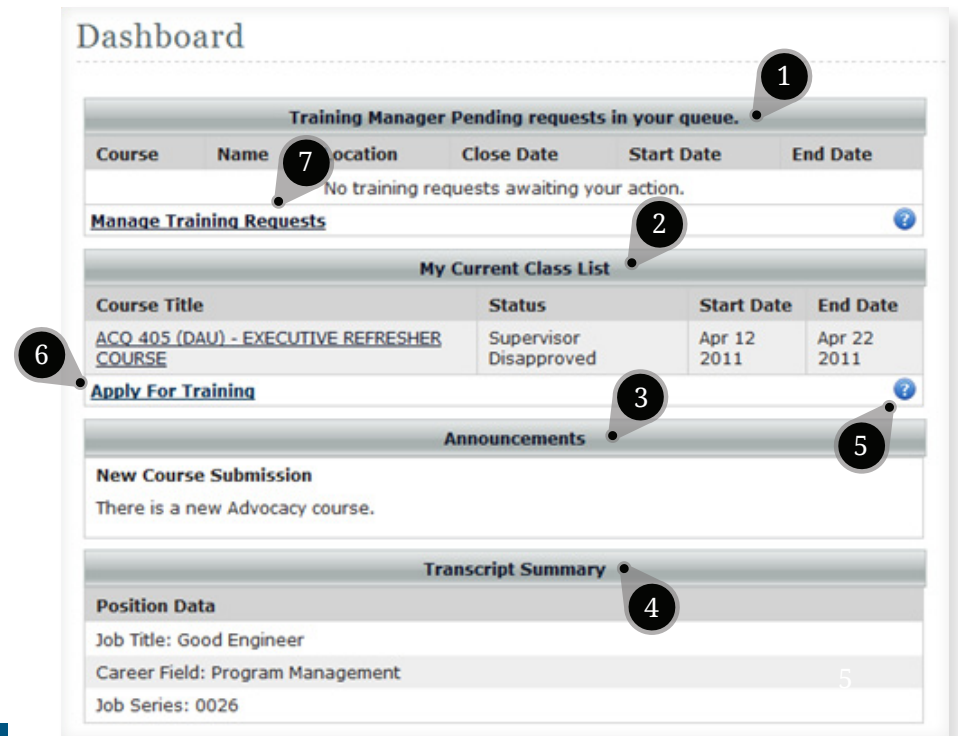 Dashboard
1
Training Manager Pending requests in your queue.
Course Name Location Close Date Start Date End Date
7
No training requests awaiting your action.
Manage Training Requests ?
2
My Current Class List
Course Title Status Start Date End Date
ACQ 405 (DAU) - EXECUTIVE REFRESHER COURSE Supervisor Disapproved Apr 12 2011 Apr 22 2011
6
Apply For Training ?
3
Announcements
5
New Course Submission
There is a new Advocacy course.
Transcript Summary
4
Position Data
Job Title: Good Engineer
Career Field: Program Management
5
Job Series: 0026